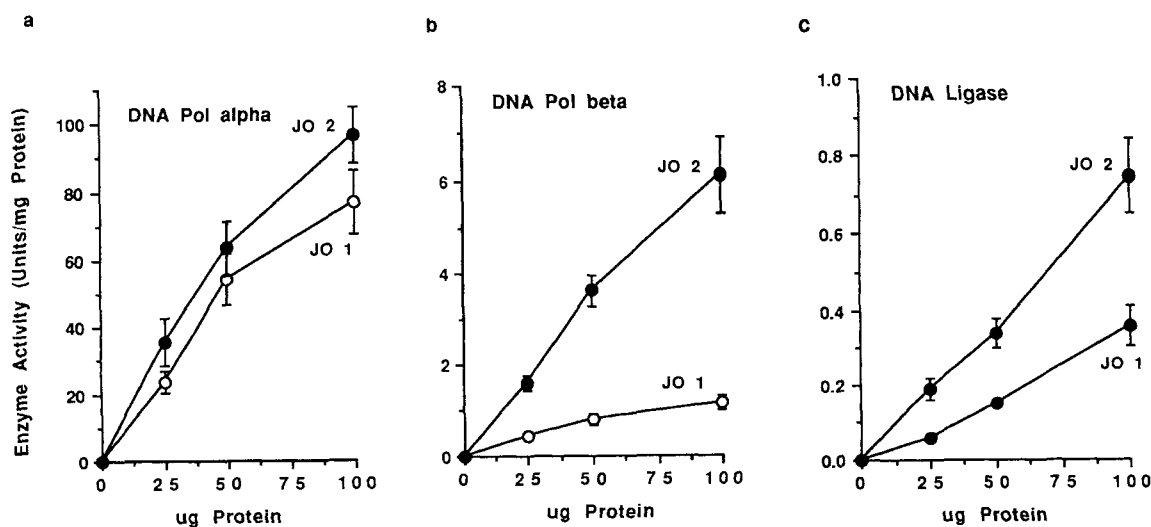 a
b
c
Enzyme Activity (Units/mg Protein)
DNA Pol alpha
JO 2
JO 1
100
80
60
40
20
0
0 25 50 75 100
ug Protein
DNA Pol beta
JO 2
JO 1
8
6
4
2
0
0 25 50 75 100
ug Protein
DNA Ligase
JO 2
JO 1
1.0
0.8
0.6
0.4
0.2
0.0
0 25 50 75 100
ug Protein